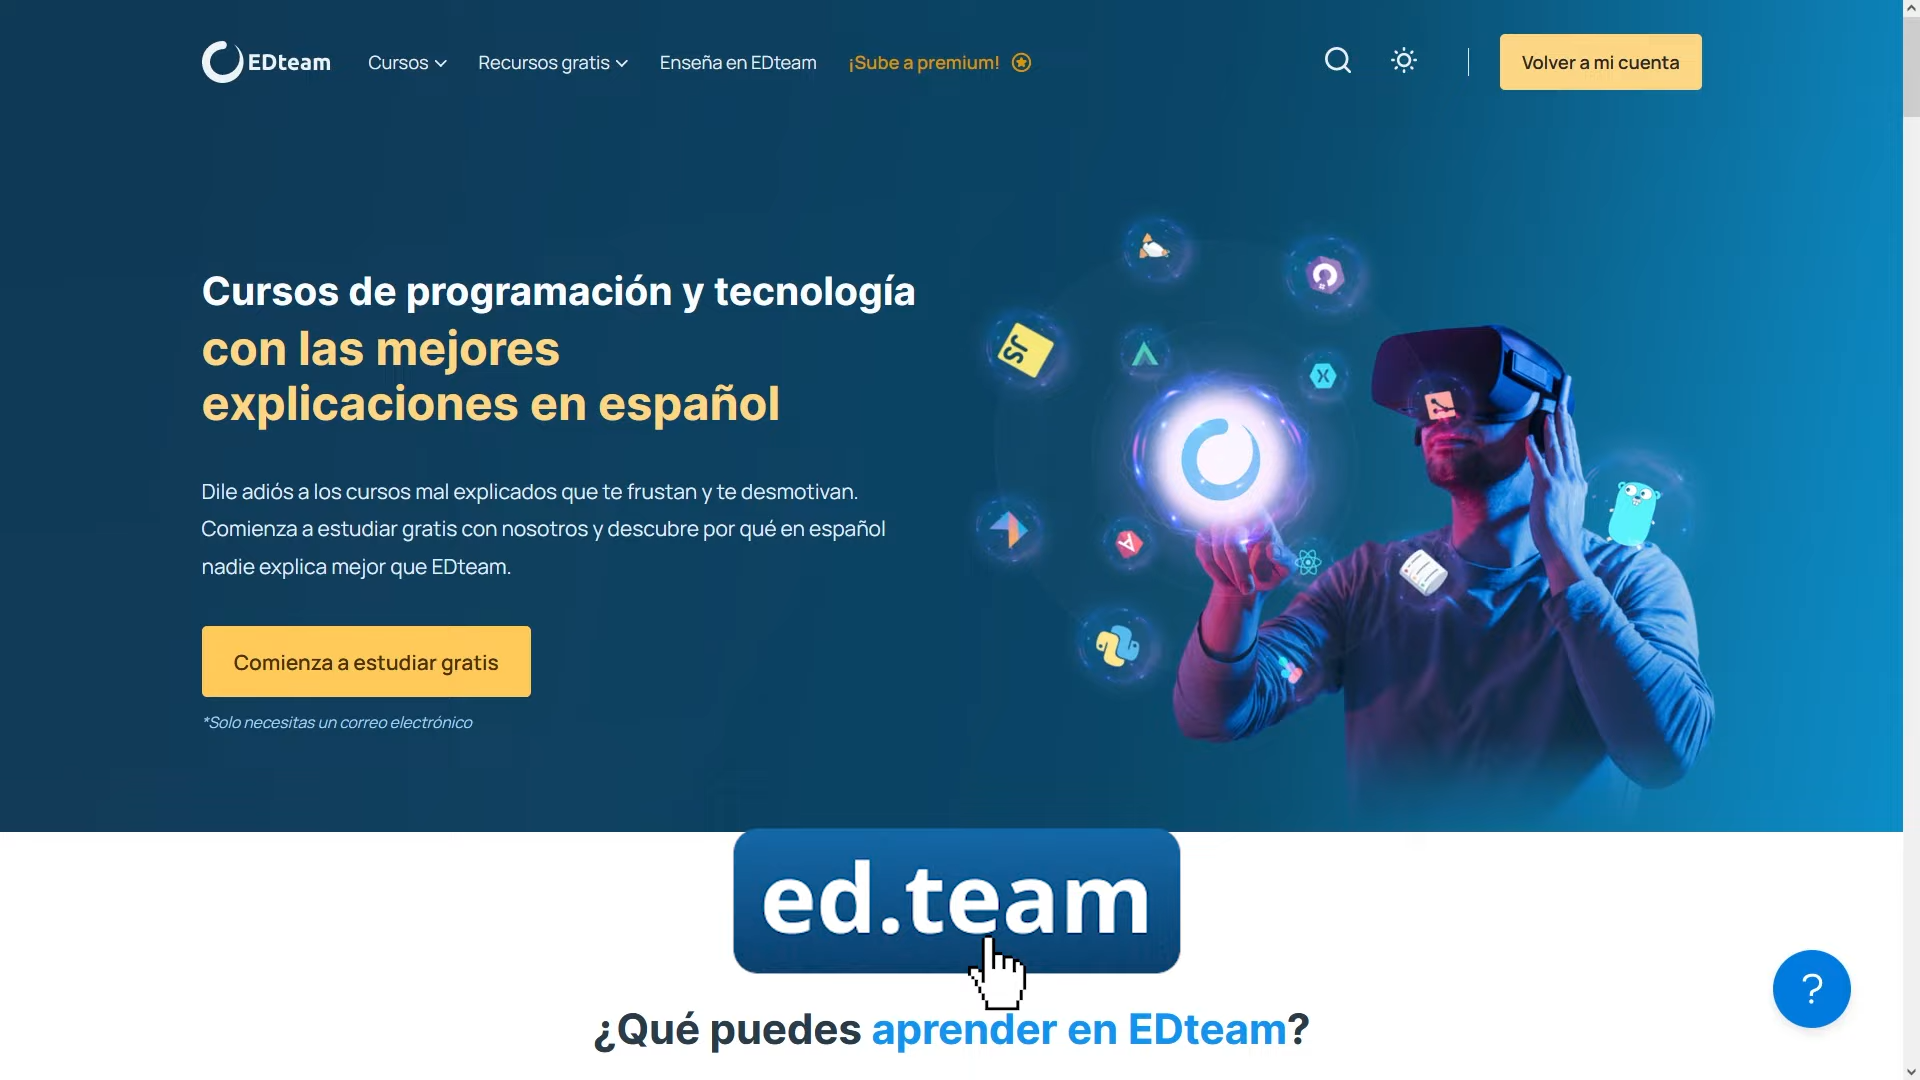 EDteam
Cursos
Recursos gratis
Enseña en EDteam
¡Sube a premium!
Volver a mi cuenta
Cursos de programación y tecnología
con las mejores
explicaciones en español
Dile adiós a los cursos mal explicados que te frustan y te desmotivan.
Comienza a estudiar gratis con nosotros y descubre por qué en español
nadie explica mejor que EDteam.
Comienza a estudiar gratis
*Solo necesitas un correo electrónico
JS
ed.team
¿Qué puedes aprender en EDteam?
?